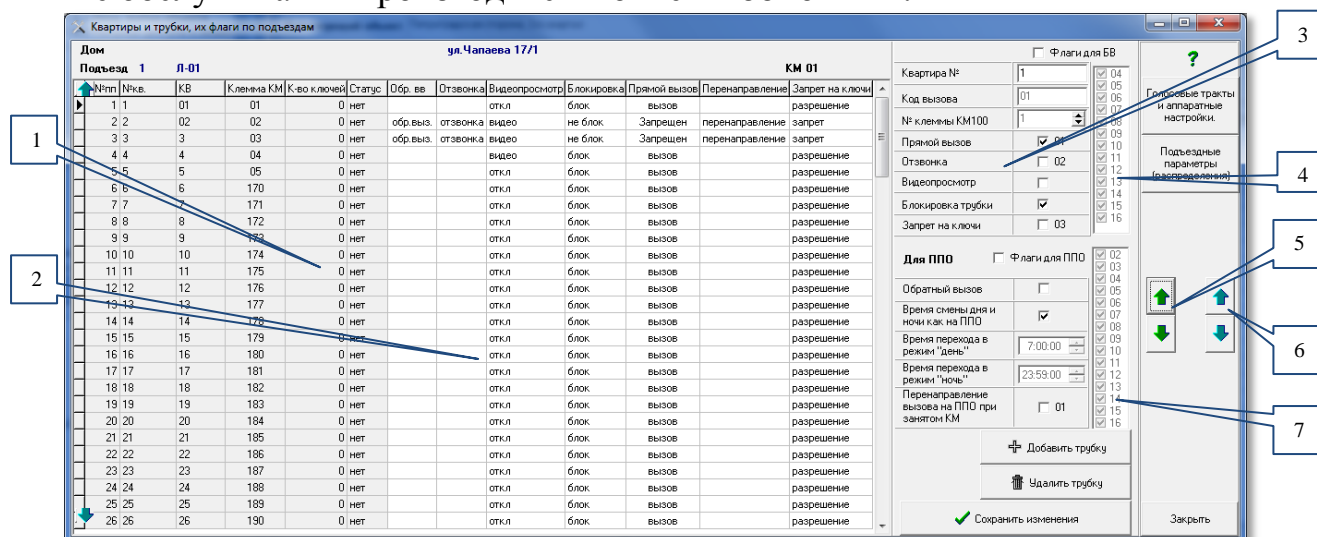 Квартиры и трубки, их флаги по подъездам
Дом ул.Чапаева 17/1
Подъезд 1 Л-01 КМ 01
№пп №кв. КВ Клемма КМ К-во ключей Статус Обр. вв Отзвонка Видеопросмотр Блокировка Прямой вызов Перенаправление Запрет на ключи
1 1 01 01 0 нет откл блок вызов разрешение
2 2 02 02 0 нет обр.выз. отзвонка видео не блок Запрещен перенаправление запрет
3 3 3 03 0 нет обр.выз. отзвонка видео не блок Запрещен перенаправление запрет
4 4 4 04 0 нет видео блок вызов разрешение
5 5 5 05 0 нет откл блок вызов разрешение
6 6 6 170 0 нет откл блок вызов разрешение
7 7 7 171 0 нет откл блок вызов разрешение
8 8 8 172 0 нет откл блок вызов разрешение
9 9 9 173 0 нет откл блок вызов разрешение
10 10 10 174 0 нет откл блок вызов разрешение
11 11 11 175 0 нет откл блок вызов разрешение
12 12 12 176 0 нет откл блок вызов разрешение
13 13 13 177 0 нет откл блок вызов разрешение
14 14 14 178 0 нет откл блок вызов разрешение
15 15 15 179 0 нет откл блок вызов разрешение
16 16 16 180 0 нет откл блок вызов разрешение
17 17 17 181 0 нет откл блок вызов разрешение
18 18 18 182 0 нет откл блок вызов разрешение
19 19 19 183 0 нет откл блок вызов разрешение
20 20 20 184 0 нет откл блок вызов разрешение
21 21 21 185 0 нет откл блок вызов разрешение
22 22 22 186 0 нет откл блок вызов разрешение
23 23 23 187 0 нет откл блок вызов разрешение
24 24 24 188 0 нет откл блок вызов разрешение
25 25 25 189 0 нет откл блок вызов разрешение
26 26 26 190 0 нет откл блок вызов разрешение
Флаги для БВ
Квартира № 1
Код вызова 01
№ клеммы КМ100 1
Прямой вызов 01
Отзвонка 02
Видеопросмотр
Блокировка трубки
Запрет на ключи 03
04
05
06
07
08
09
10
11
12
13
14
15
16
Для ППО Флаги для ППО
Обратный вызов
Время смены дня и
ночи как на ППО
Время перехода в
режим "день" 7:00:00
Время перехода в
режим "ночь" 23:59:00
Перенаправление
вызова на ППО при
занятом КМ 01
02
03
04
05
06
07
08
09
10
11
12
13
14
15
16
Добавить трубку
Удалить трубку
Сохранить изменения
?
Голосовые тракты
и аппаратные
настройки.
Подъездные
параметры
(распределения)
Закрыть
1
2
3
4
5
6
7